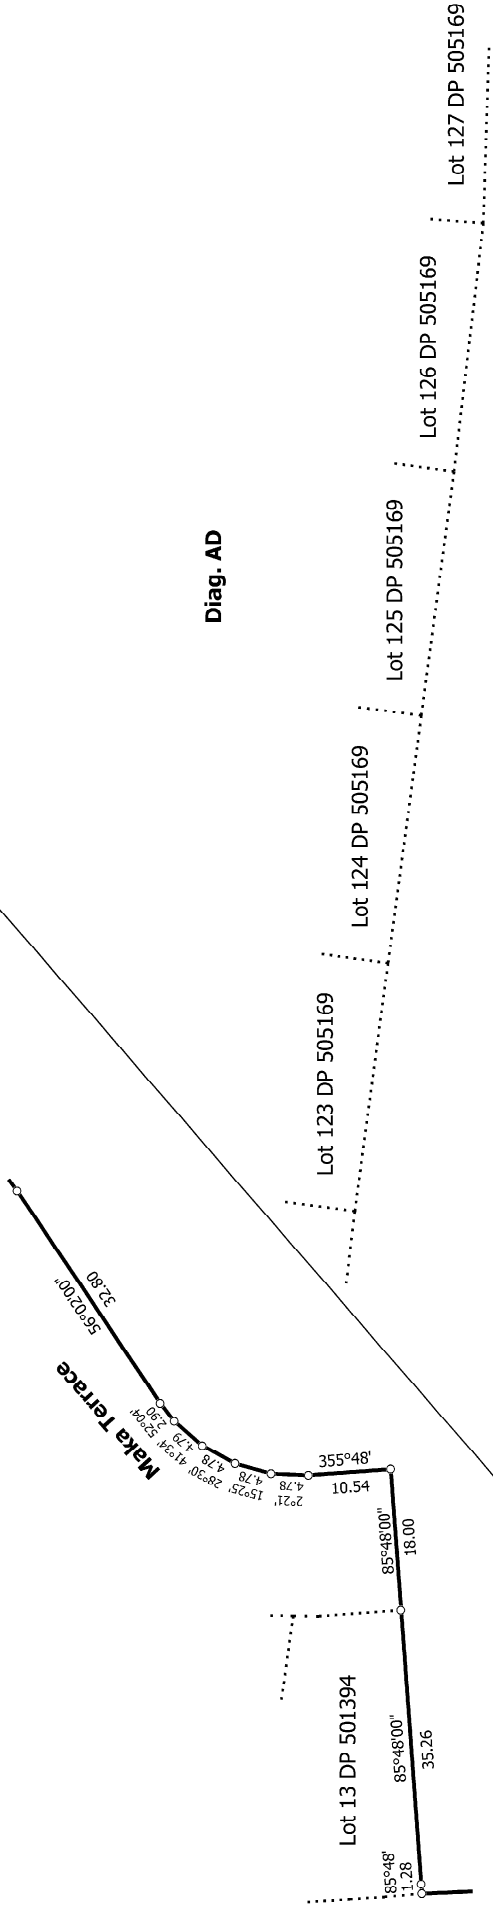 Lot 127 DP 505169
Lot 126 DP 505169
Diag. AD
Lot 125 DP 505169
Lot 124 DP 505169
Lot 123 DP 505169
56°02'00"
32.80
Maka Terrace
52°04'
2.90
41°34'
4.79
28°30'
4.78
15°25'
4.78
2°21'
4.78
355°48'
10.54
85°48'00"
18.00
Lot 13 DP 501394
85°48'00"
35.26
85°48'
1.28